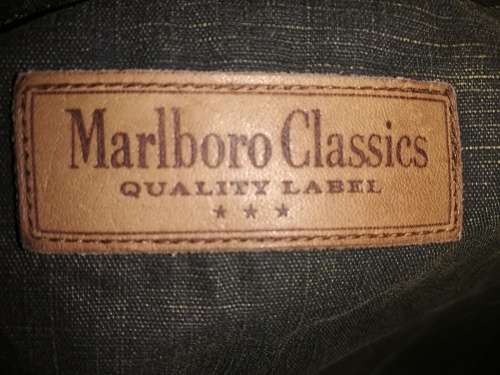 Marlboro Classics
QUALITY LABEL
★ ★ ★